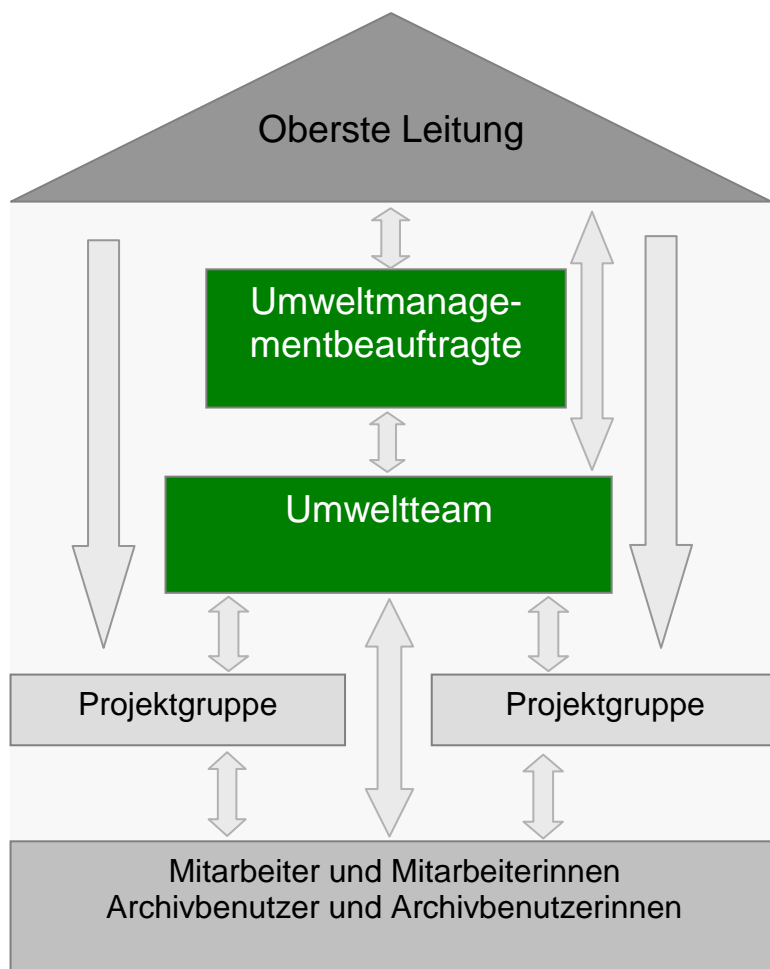 Oberste Leitung
Umweltmanage-
mentbeauftragte
Umweltteam
Projektgruppe
Projektgruppe
Mitarbeiter und Mitarbeiterinnen
Archivbenutzer und Archivbenutzerinnen